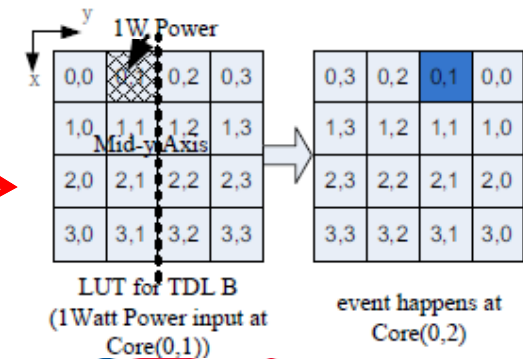 y
1W Power
x
0,0 0,1 0,2 0,3
1,0 1,1 1,2 1,3
Mid-y Axis
2,0 2,1 2,2 2,3
3,0 3,1 3,2 3,3
LUT for TDL B
(1Watt Power input at
Core(0,1))
0,3 0,2 0,1 0,0
1,3 1,2 1,1 1,0
2,3 2,2 2,1 2,0
3,3 3,2 3,1 3,0
event happens at
Core(0,2)